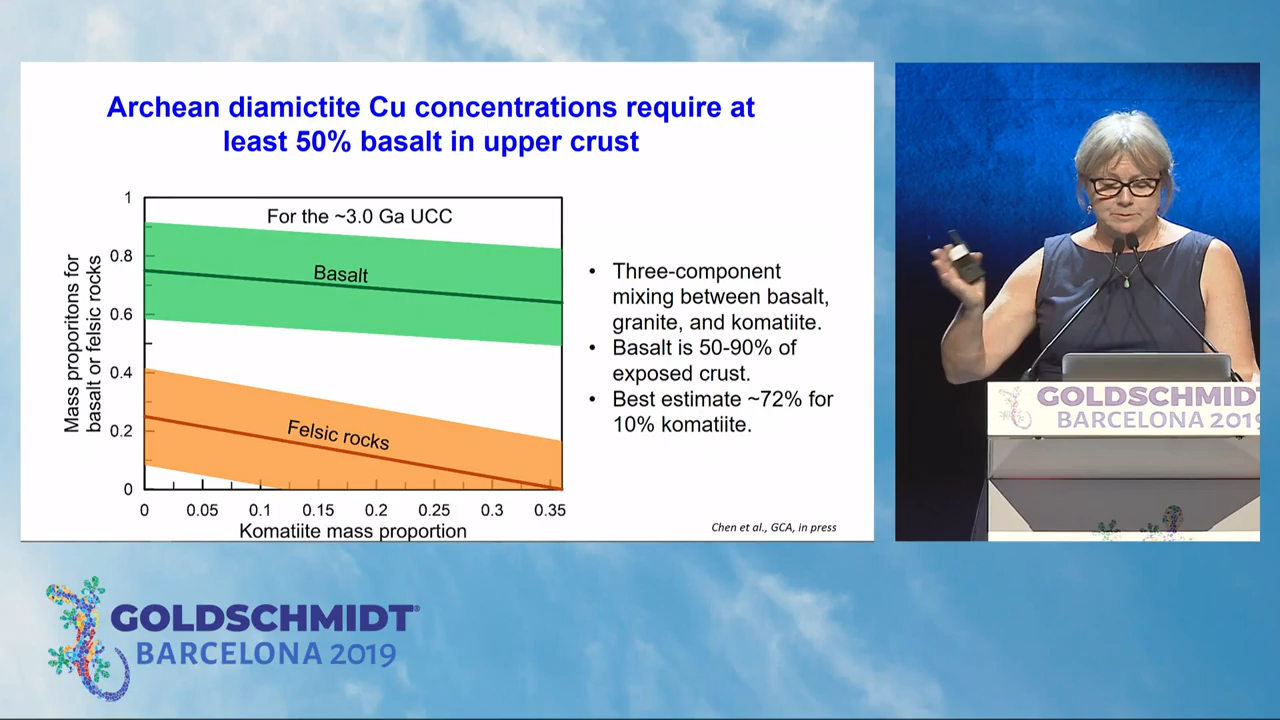 Archean diamictite Cu concentrations require at
least 50% basalt in upper crust
1
0.8
0.6
0.4
0.2
0
Mass proporitons for
basalt or felsic rocks
For the ~3.0 Ga UCC
Basalt
Felsic rocks
0 0.05 0.1 0.15 0.2 0.25 0.3 0.35
Komatiite mass proportion
• Three-component
mixing between basalt,
granite, and komatiite.
• Basalt is 50-90% of
exposed crust.
• Best estimate ~72% for
10% komatiite.
Chen et al., GCA, in press
GOLDSCHMIDT
BARCELONA 2019
GOLDSCHMIDT®
BARCELONA 2019